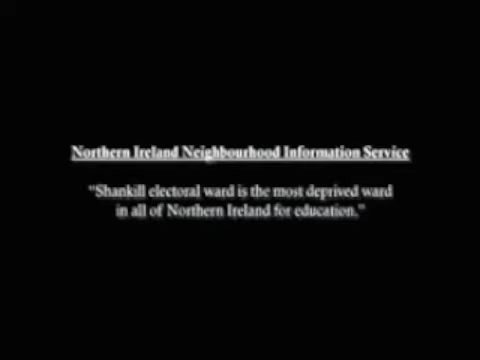 Northern Ireland Neighbourhood Information Service
"Shankill electoral ward is the most deprived ward
in all of Northern Ireland for education."